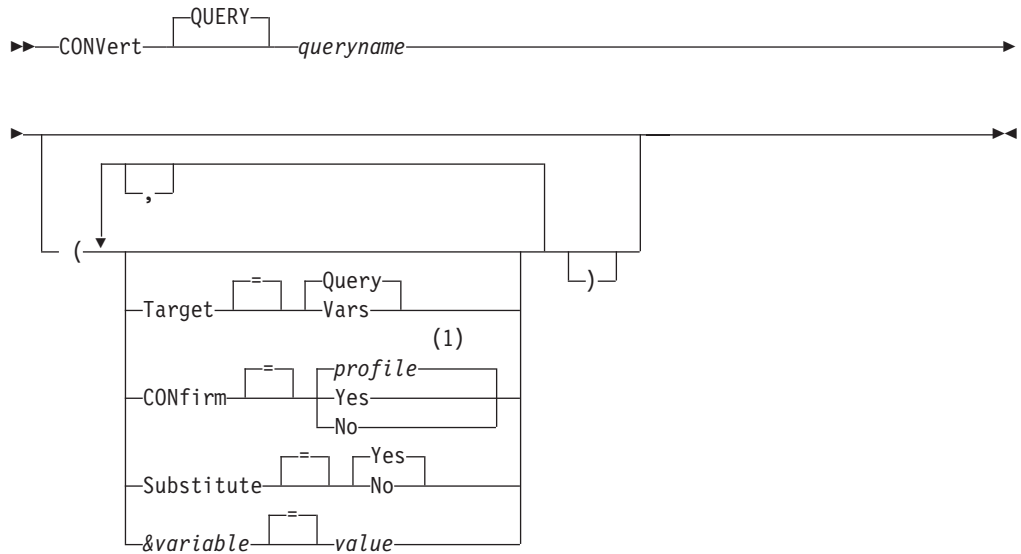 QUERY
CONVert queryname
,
(
)
= Query
Target Vars
(1)
= profile
CONfirm Yes
No
= Yes
Substitute No
=
&variable value